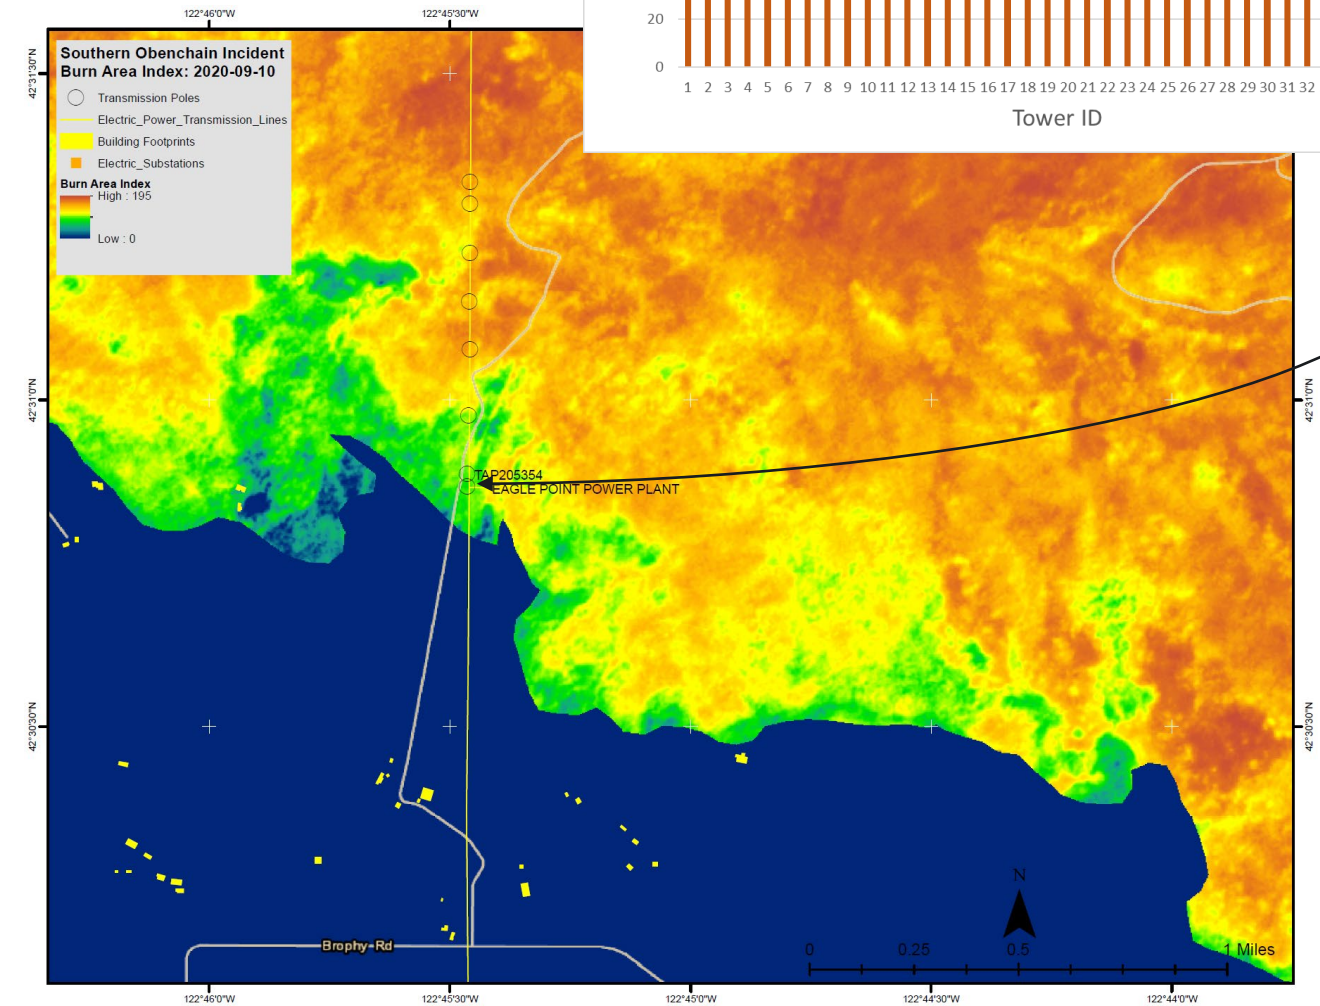 122°46'0"W
122°45'30"W
20
0
1 2 3 4 5 6 7 8 9 10 11 12 13 14 15 16 17 18 19 20 21 22 23 24 25 26 27 28 29 30 31 32
Tower ID
Southern Obenchain Incident
Burn Area Index: 2020-09-10
Transmission Poles
Electric_Power_Transmission_Lines
Building Footprints
Electric_Substations
Burn Area Index
High : 195
Low : 0
42°31'30"N
42°31'0"N
42°31'0"N
TAP205354
EAGLE POINT POWER PLANT
42°30'30"N
42°30'30"N
Brophy Rd
N
0 0.25 0.5 1 Miles
122°46'0"W
122°45'30"W
122°45'0"W
122°44'30"W
122°44'0"W